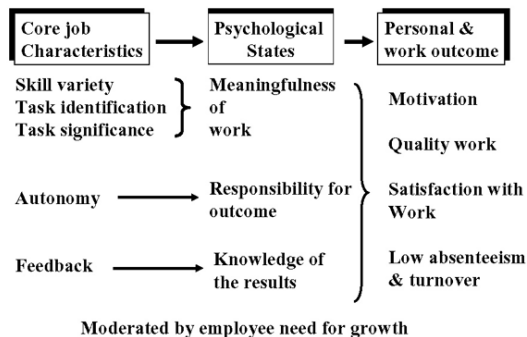 Core job
Characteristics
Psychological
States
Personal &
work outcome
Skill variety
Task identification
Task significance
Meaningfulness
of
work
Motivation
Quality work
Autonomy
Responsibility for
outcome
Satisfaction with
Work
Feedback
Knowledge of
the results
Low absenteeism
& turnover
Moderated by employee need for growth